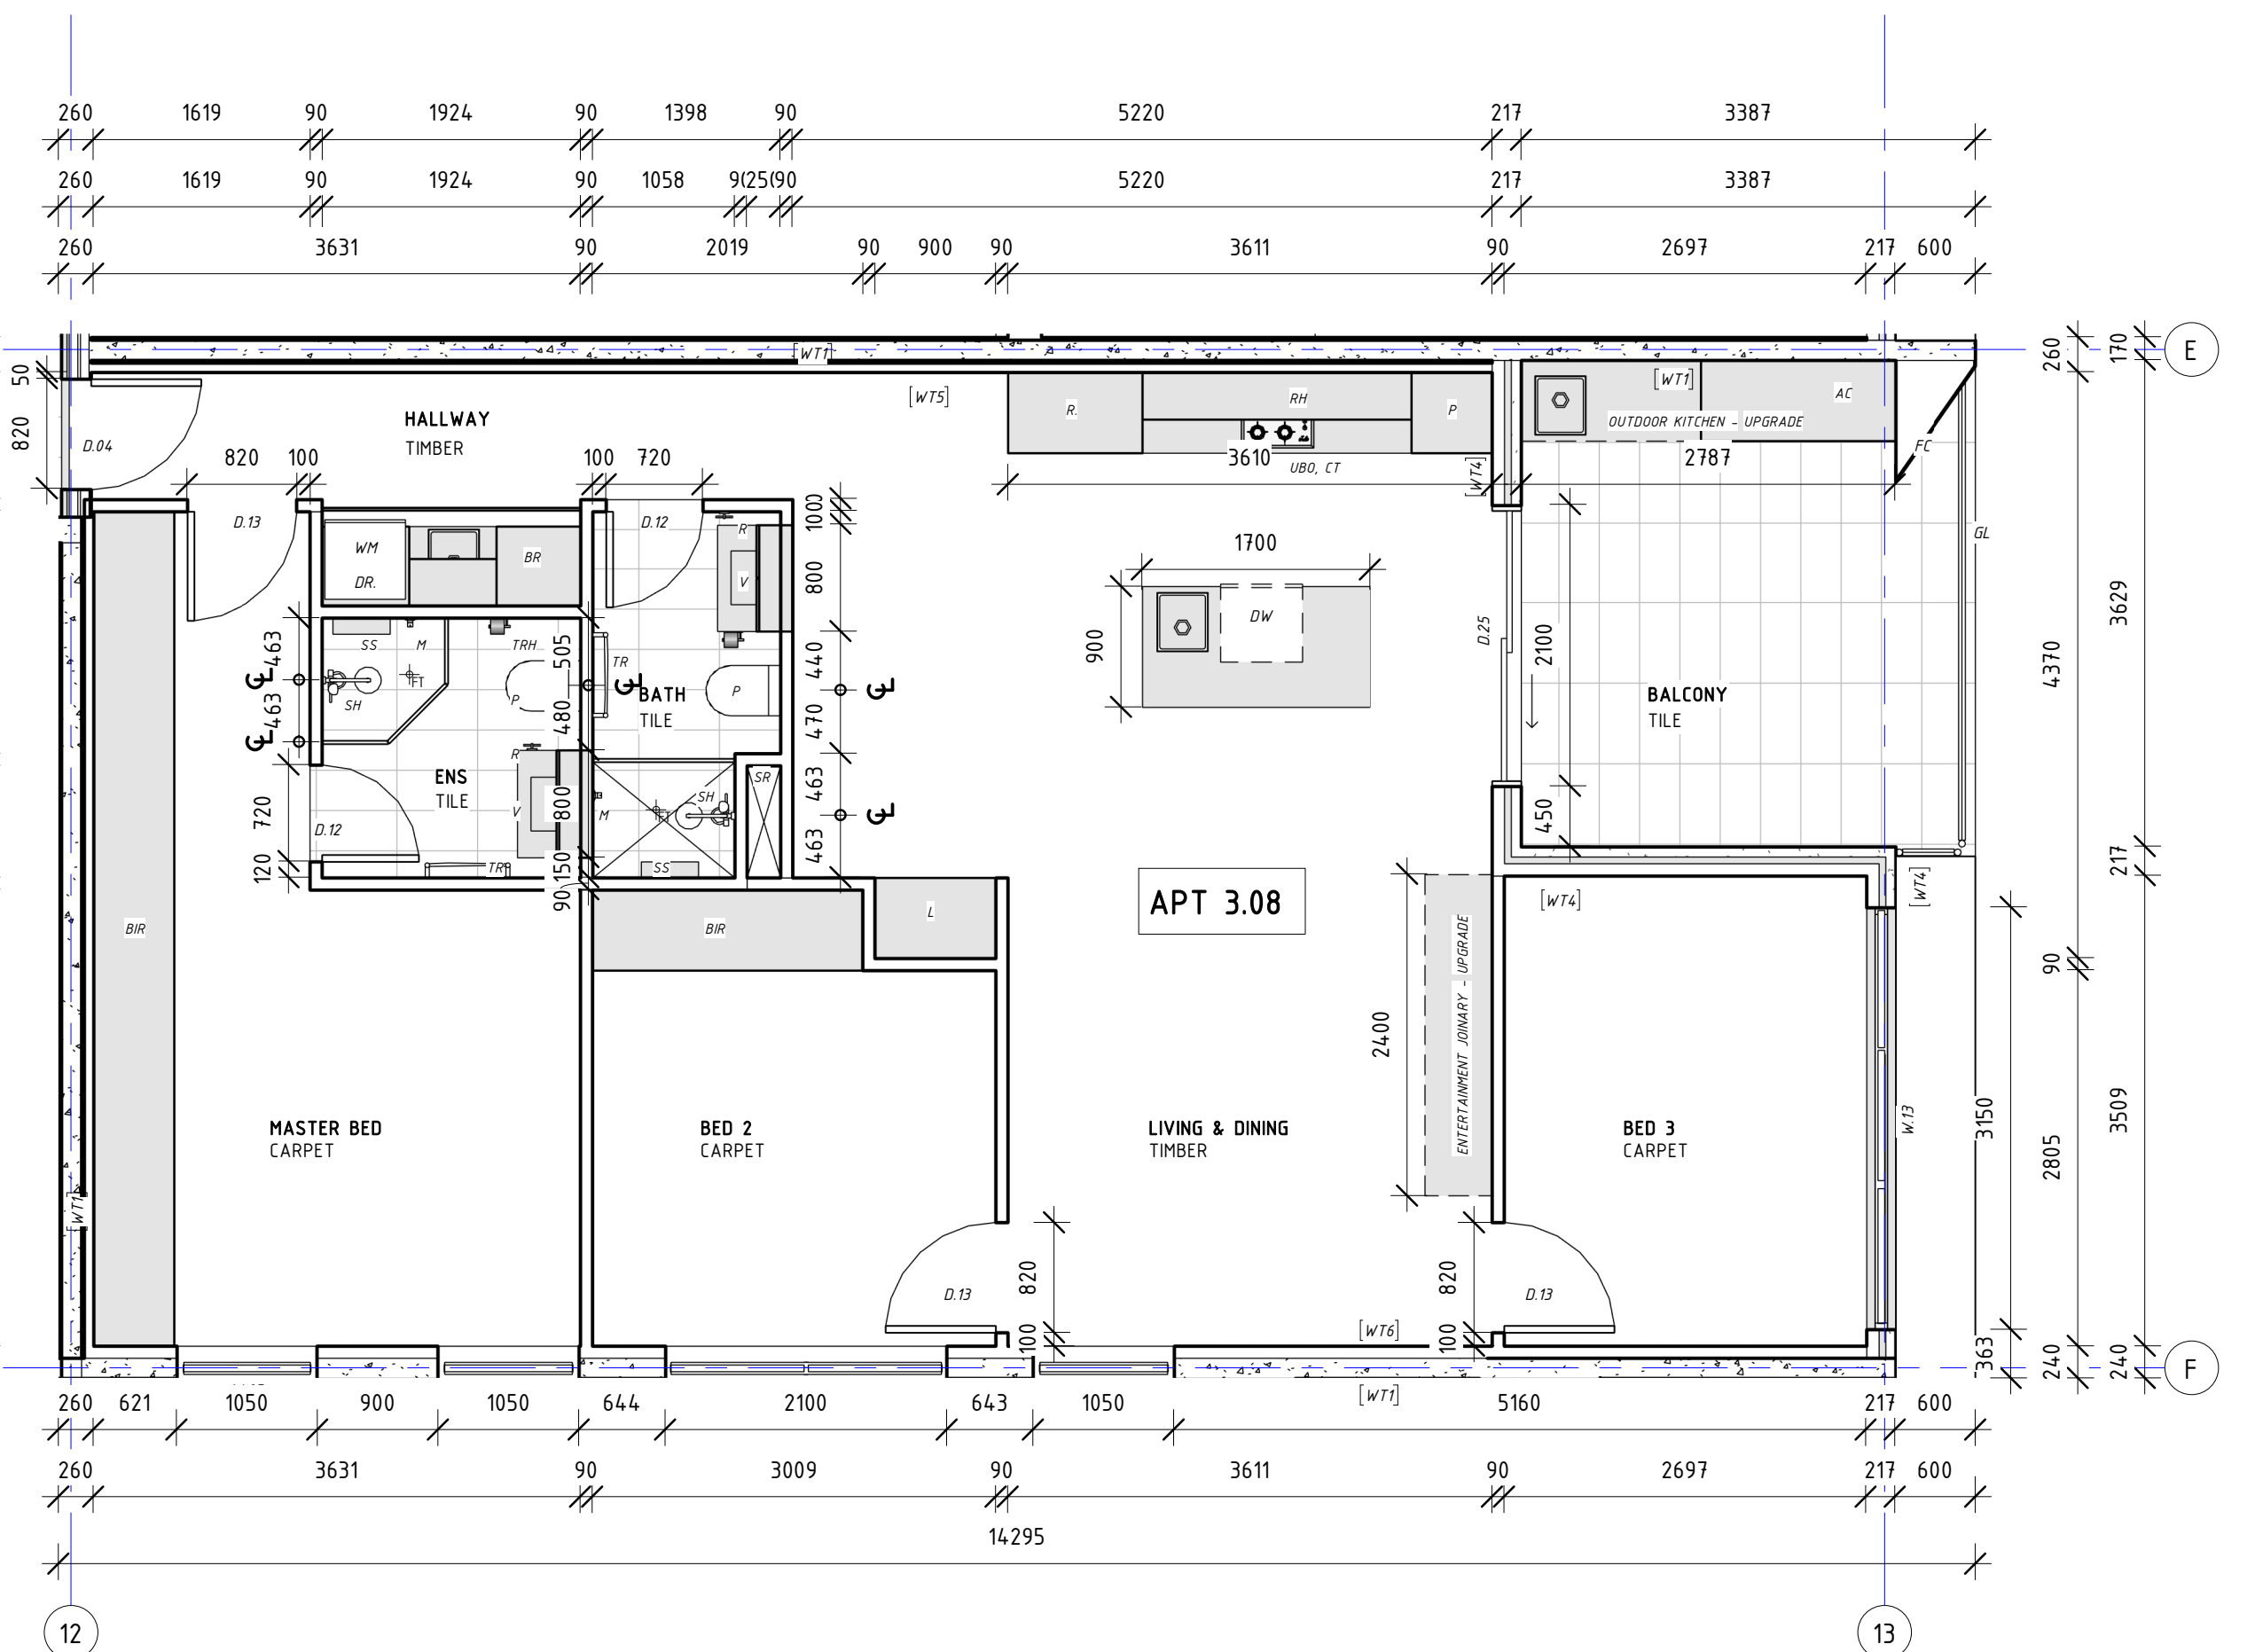 260 1619 90 1924 90 1398 90 5220 217 3387
260 1619 90 1924 90 1058 90 250 90 5220 217 3387
260 3631 90 2019 90 900 90 3611 90 2697 217 600
50
820
D.04
HALLWAY
TIMBER
[WT1]
[WT5]
R.
RH
P
UBO, CT
3610
[WT4]
[WT1]
AC
OUTDOOR KITCHEN - UPGRADE
2787
FC
GL
260
170
E
820 100
100 720
D.13
WM
DR.
BR
D.12
R
V
100
800
440
470
463
463
1700
900
DW
D.25
2100
450
BALCONY
TILE
4370
3629
463
463
SS
M
TRH
FT
SH
P
505
480
800
150
90
TR
BATH
TILE
P
ENS
TILE
R
V
720
120
D.12
TR
M
FT
SH
SR
SS
BIR
BIR
L
APT 3.08
[WT4]
[WT4]
217
90
ENTERTAINMENT JOINARY - UPGRADE
2400
MASTER BED
CARPET
BED 2
CARPET
LIVING & DINING
TIMBER
BED 3
CARPET
W.13
3150
2805
3509
[WT1]
D.13
820
100
820
100
D.13
[WT6]
[WT1]
363
240
240
F
260 621 1050 900 1050 644 2100 643 1050 5160 217 600
260 3631 90 3009 90 3611 90 2697 217 600
14295
12
13